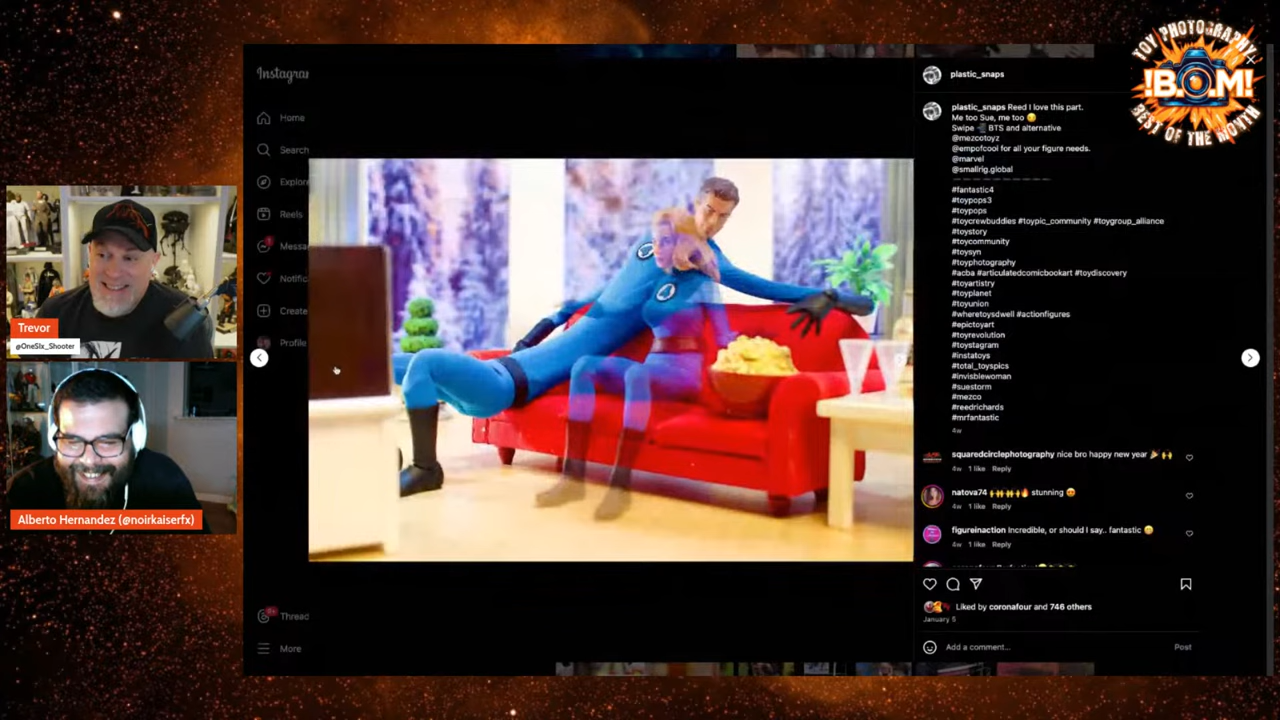 Instagram
Home
Search
Explore
Reels
Messa
Notific
Create
Profile
Thread
More
Trevor
@OneSix_Shooter
Alberto Hernandez (@noirkaiserfx)
TOY PHOTOGRAPHY
!B.O.M!
BEST OF THE MONTH
plastic_snaps
plastic_snaps Reed I love this part.
Me too Sue, me too 😏
Swipe BTS and alternative
@mezcotoyz
@empofcool for all your figure needs.
@marvel
@smallrig.global
#fantastic4
#toypops3
#toypops
#toycrewbuddies #toypic_community #toygroup_alliance
#toystory
#toycommunity
#toysyn
#toyphotography
#acba #articulatedcomicbookart #toydiscovery
#toyartistry
#toyplanet
#toyunion
#wheretoysdwell #actionfigures
#epictoyart
#toyrevolution
#toystagram
#instatoys
#total_toyspics
#invisblewoman
#suestorm
#mezco
#reedrichards
#mrfantastic
4w
squaredcirclephotography nice bro happy new year 🎉🙌
4w 1 like Reply
natova74 🙌🙌🙌🔥 stunning 😍
4w 1 like Reply
figureinaction Incredible, or should I say.. fantastic 😊
4w 1 like Reply
Liked by coronafour and 746 others
January 5
Add a comment...
Post